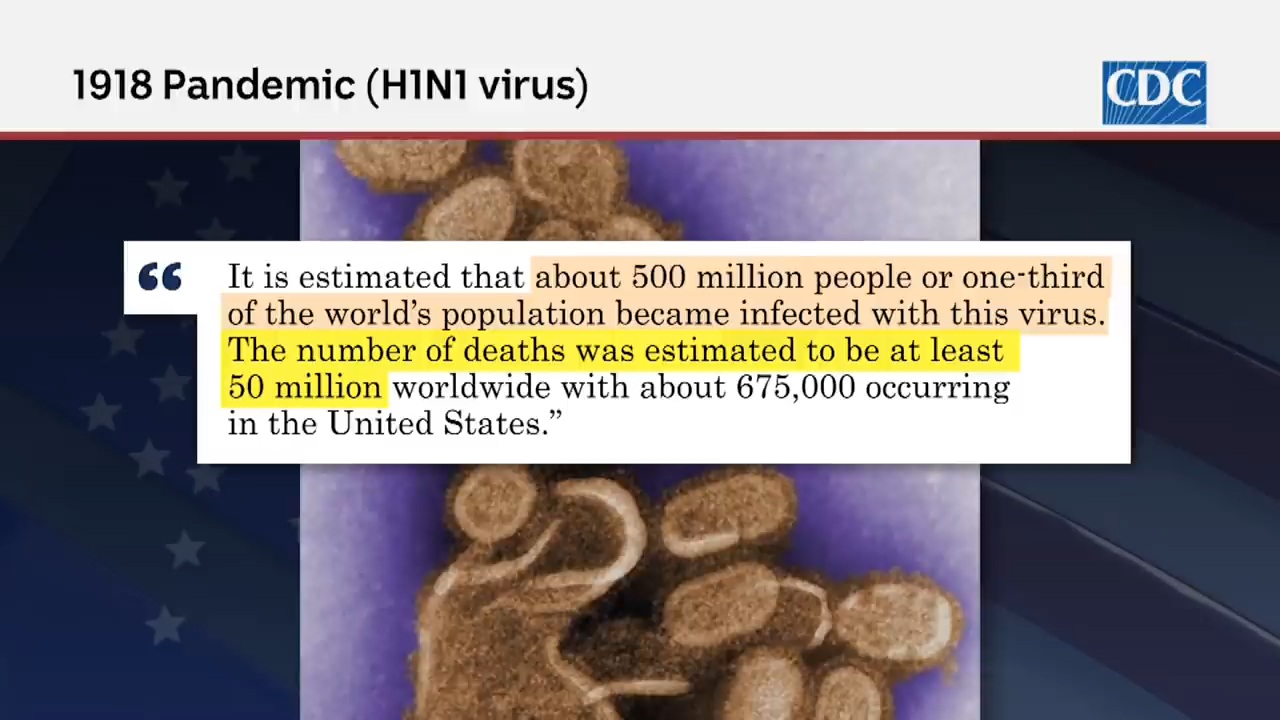 1918 Pandemic (H1N1 virus)
CDC
“ It is estimated that about 500 million people or one-third
of the world’s population became infected with this virus.
The number of deaths was estimated to be at least
50 million worldwide with about 675,000 occurring
in the United States.”